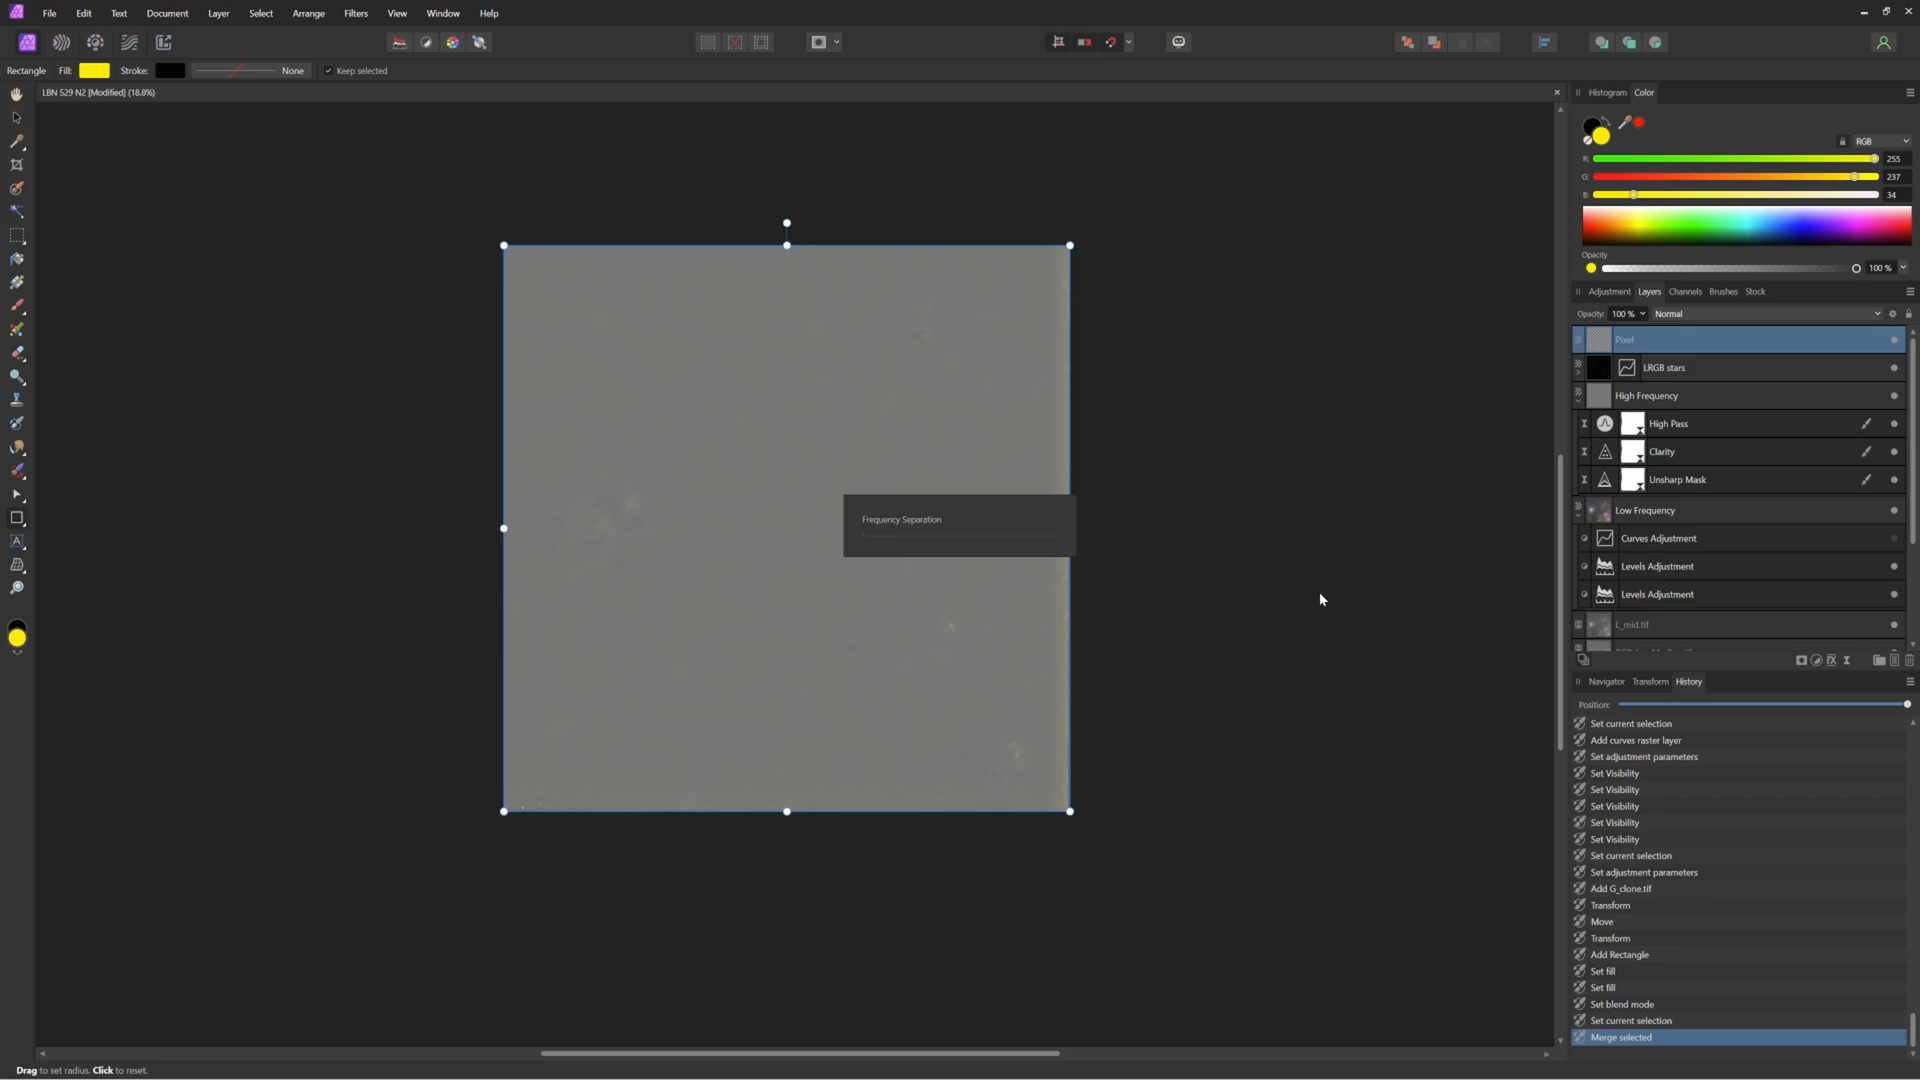 File Edit Text Document Layer Select Arrange Filters View Window Help
Rectangle Fill: Stroke: None Keep selected
LBN 529 N2 [Modified] (18.8%)
Histogram Color
RGB
R: 255
G: 237
B: 34
Opacity
100 %
Adjustment Layers Channels Brushes Stock
Opacity: 100 % Normal
Pixel
LRGB stars
High Frequency
High Pass
Clarity
Unsharp Mask
Low Frequency
Curves Adjustment
Levels Adjustment
Levels Adjustment
L_mid.tif
Frequency Separation
Navigator Transform History
Position:
Set current selection
Add curves raster layer
Set adjustment parameters
Set Visibility
Set Visibility
Set Visibility
Set Visibility
Set Visibility
Set current selection
Set adjustment parameters
Add G_clone.tif
Transform
Move
Transform
Add Rectangle
Set fill
Set fill
Set blend mode
Set current selection
Merge selected
Drag to set radius. Click to reset.